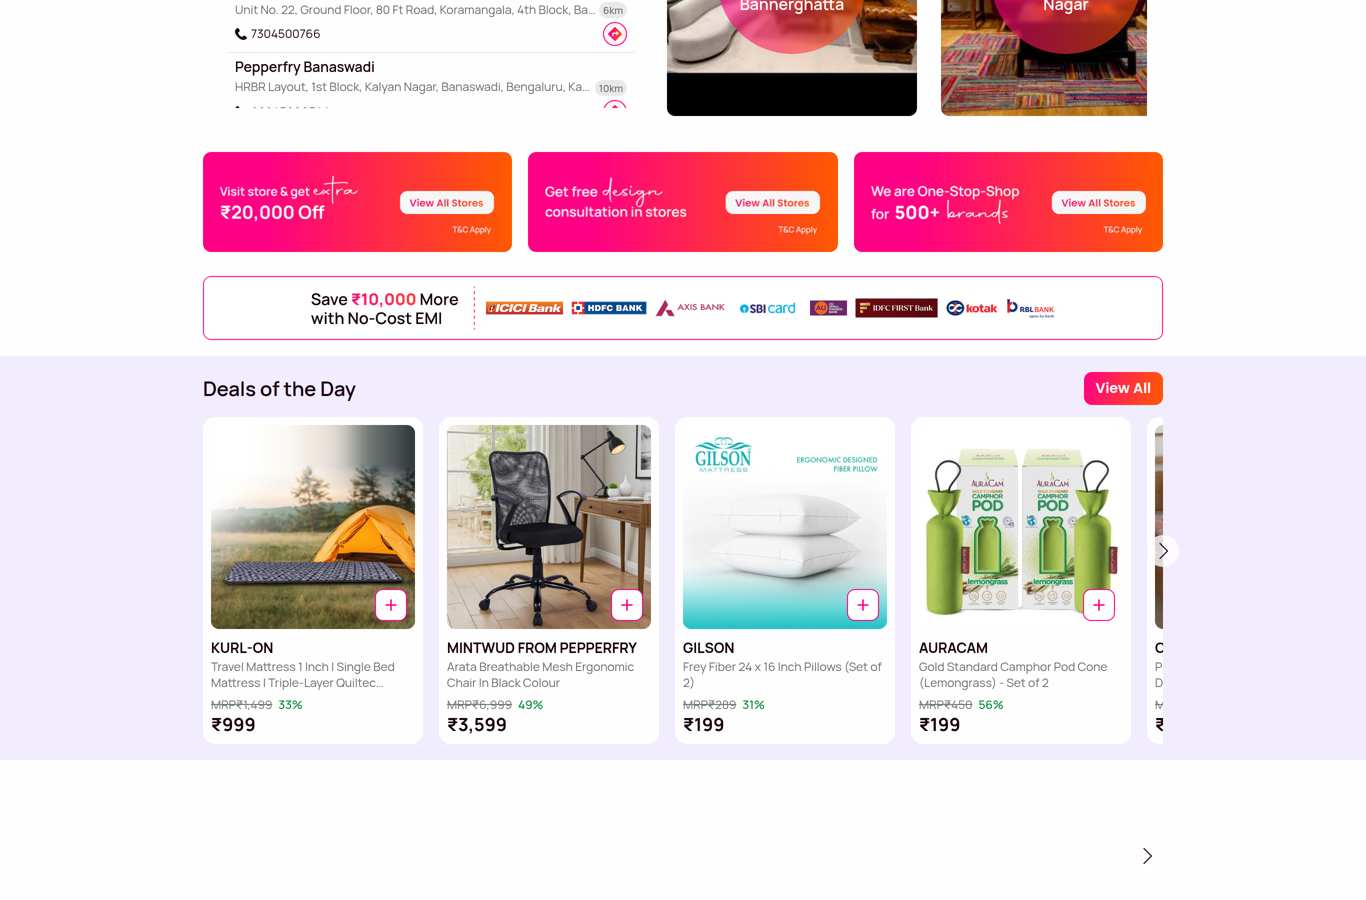 Unit No. 22, Ground Floor, 80 Ft Road, Koramangala, 4th Block, Ba... 6km
7304500766
Pepperfry Banaswadi
HRBR Layout, 1st Block, Kalyan Nagar, Banaswadi, Bengaluru, Ka... 10km
Bannerghatta
Nagar
Visit store & get extra
₹20,000 Off
View All Stores
T&C Apply
Get free design
consultation in stores
View All Stores
T&C Apply
We are One-Stop-Shop
for 500+ brands
View All Stores
T&C Apply
Save ₹10,000 More
with No-Cost EMI
ICICI Bank
HDFC BANK
AXIS BANK
SBI card
AU
IDFC FIRST Bank
kotak
RBL BANK
Deals of the Day
View All
GILSON
MATTRESS
ERGONOMIC DESIGNED
FIBER PILLOW
AURACAM
CAMPHOR
POD
lemongrass
AURACAM
CAMPHOR
POD
lemongrass
KURL-ON
Travel Mattress 1 Inch | Single Bed
Mattress | Triple-Layer Quiltec...
MRP₹1,499 33%
₹999
MINTWUD FROM PEPPERFRY
Arata Breathable Mesh Ergonomic
Chair In Black Colour
MRP₹6,999 49%
₹3,599
GILSON
Frey Fiber 24 x 16 Inch Pillows (Set of
2)
MRP₹289 31%
₹199
AURACAM
Gold Standard Camphor Pod Cone
(Lemongrass) - Set of 2
MRP₹450 56%
₹199